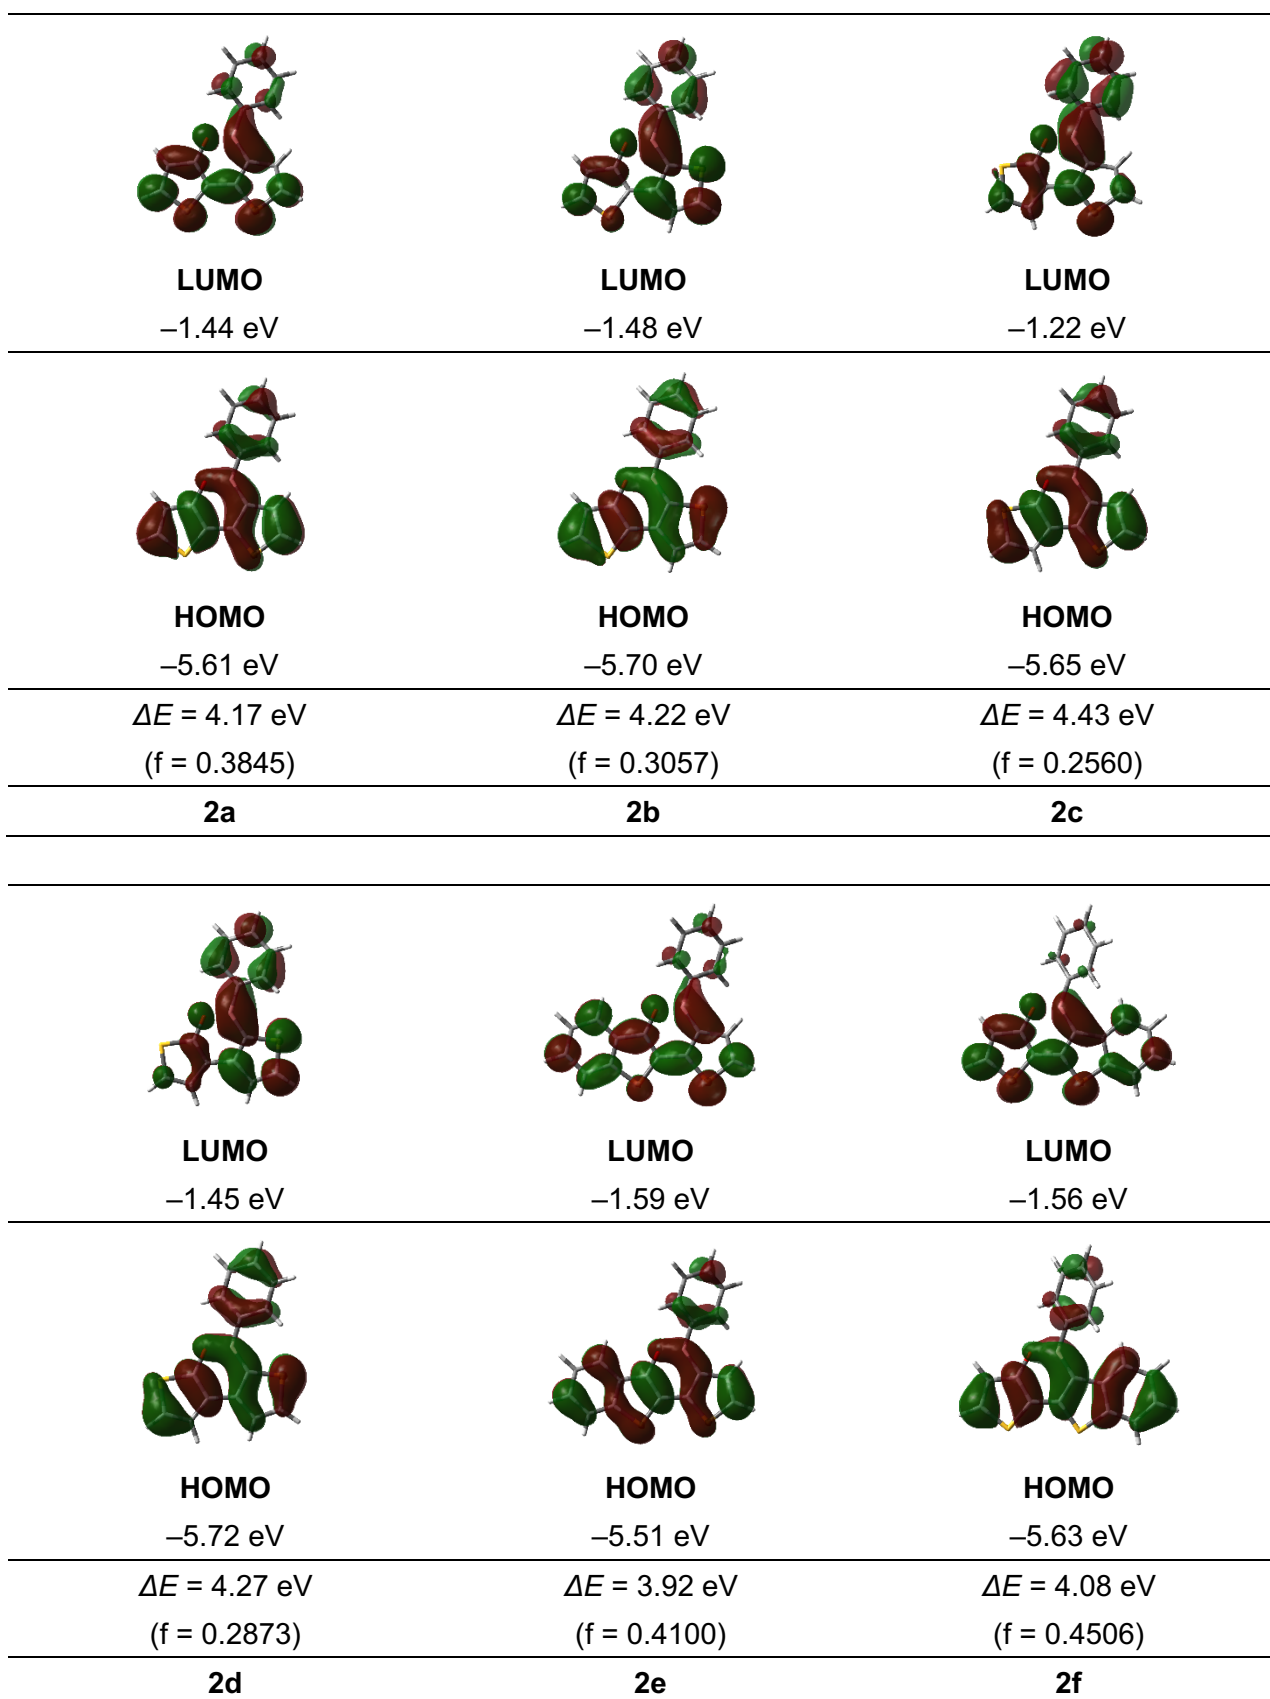 LUMO LUMO LUMO
–1.44 eV –1.48 eV –1.22 eV
HOMO HOMO HOMO
–5.61 eV –5.70 eV –5.65 eV
ΔE = 4.17 eV ΔE = 4.22 eV ΔE = 4.43 eV
(f = 0.3845) (f = 0.3057) (f = 0.2560)
2a 2b 2c
LUMO LUMO LUMO
–1.45 eV –1.59 eV –1.56 eV
HOMO HOMO HOMO
–5.72 eV –5.51 eV –5.63 eV
ΔE = 4.27 eV ΔE = 3.92 eV ΔE = 4.08 eV
(f = 0.2873) (f = 0.4100) (f = 0.4506)
2d 2e 2f